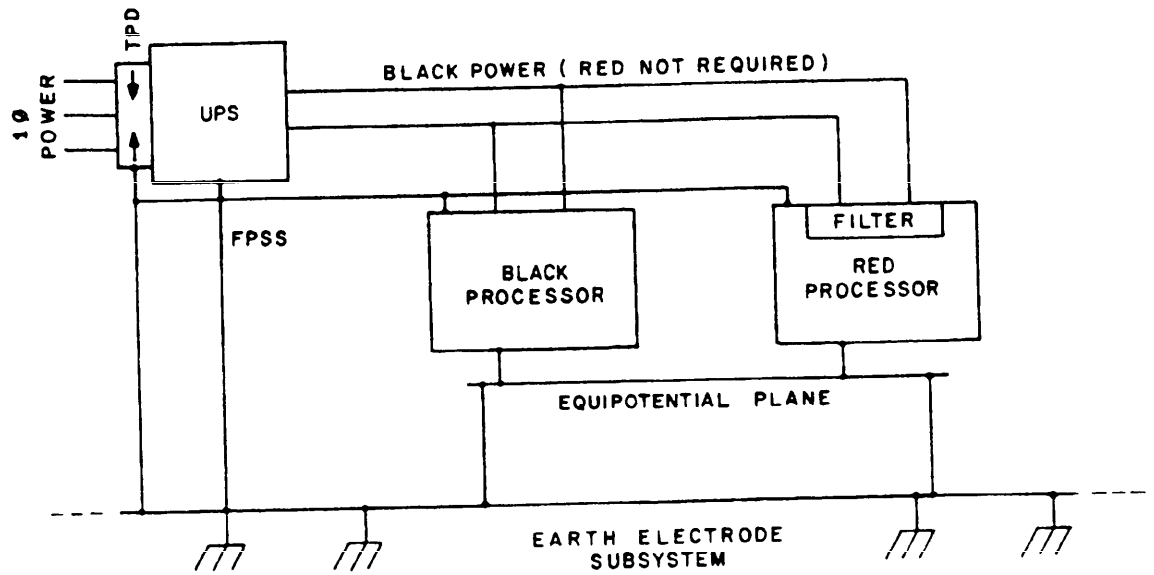 TPD
1Ø
POWER
UPS
BLACK POWER ( RED NOT REQUIRED )
FPSS
BLACK
PROCESSOR
FILTER
RED
PROCESSOR
EQUIPOTENTIAL PLANE
EARTH ELECTRODE
SUBSYSTEM